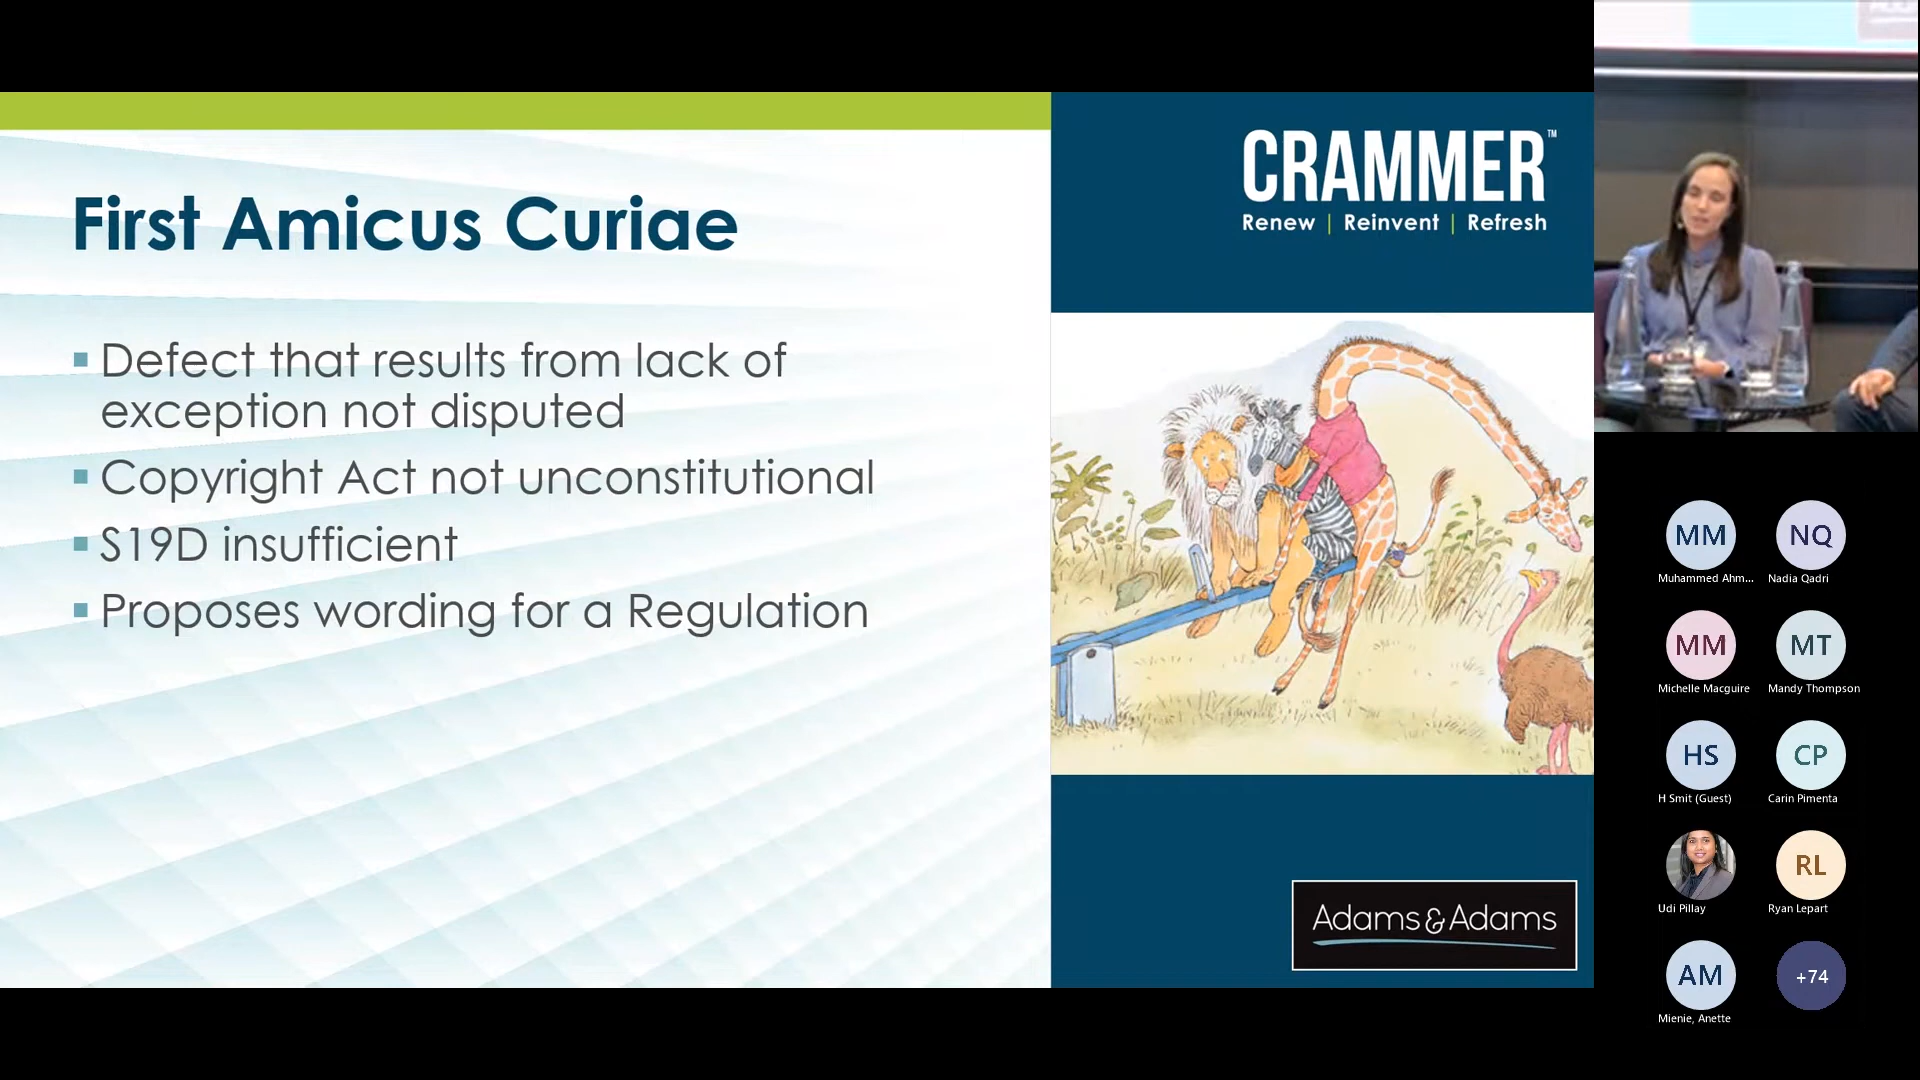 First Amicus Curiae
Defect that results from lack of
exception not disputed
Copyright Act not unconstitutional
S19D insufficient
Proposes wording for a Regulation
CRAMMER™
Renew | Reinvent | Refresh
Adams&Adams
MM
Muhammed Ahm...
NQ
Nadia Qadri
MM
Michelle Macguire
MT
Mandy Thompson
HS
H Smit (Guest)
CP
Carin Pimenta
Udi Pillay
RL
Ryan Lepart
AM
Mienie, Anette
+74